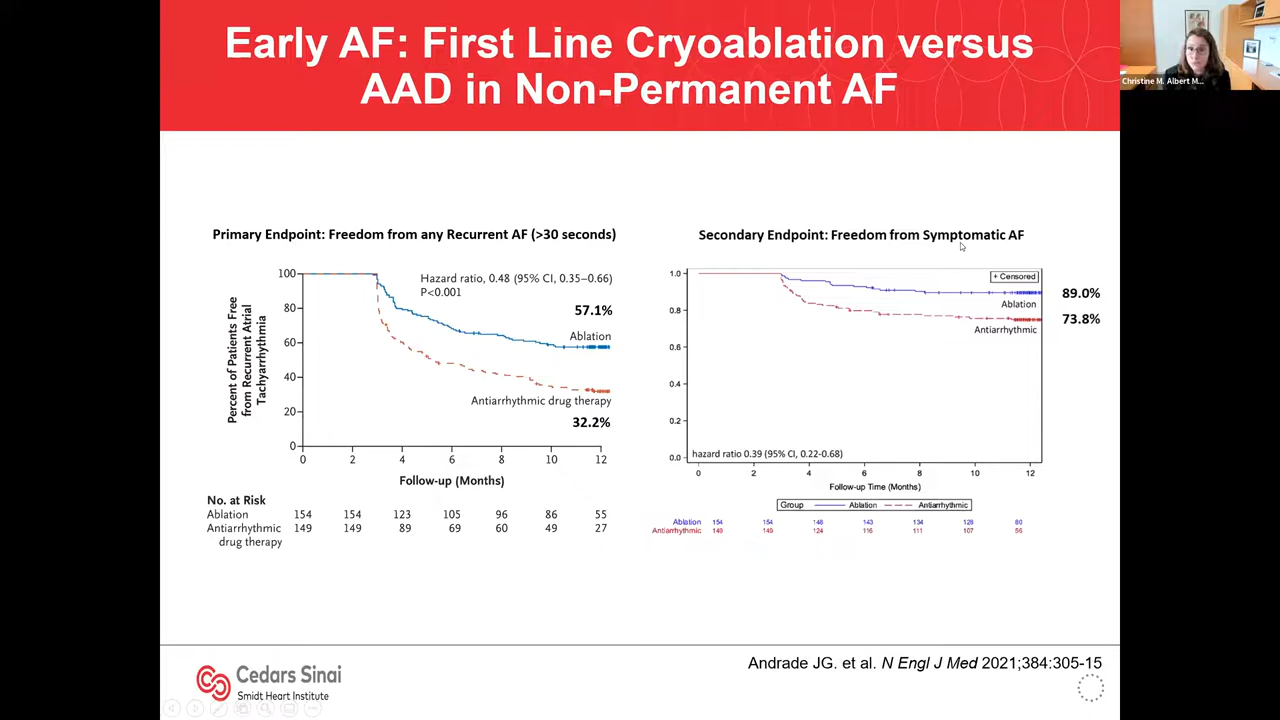 Early AF: First Line Cryoablation versus
AAD in Non-Permanent AF
Christine M. Albert M...
Primary Endpoint: Freedom from any Recurrent AF (>30 seconds)
Percent of Patients Free
from Recurrent Atrial
Tachyarrhythmia
100
80
60
40
20
0
Hazard ratio, 0.48 (95% CI, 0.35–0.66)
P<0.001
57.1%
Ablation
Antiarrhythmic drug therapy
32.2%
0 2 4 6 8 10 12
Follow-up (Months)
No. at Risk
Ablation 154 154 123 105 96 86 55
Antiarrhythmic 149 149 89 69 60 49 27
drug therapy
Secondary Endpoint: Freedom from Symptomatic AF
1.0
0.8
0.6
0.4
0.2
0.0
+ Censored
Ablation
Antiarrhythmic
89.0%
73.8%
hazard ratio 0.39 (95% CI, 0.22-0.68)
0 2 4 6 8 10 12
Follow-up Time (Months)
Group Ablation Antiarrhythmic
Ablation 154 154 148 143 134 128 80
Antiarrhythmic 149 149 124 116 111 107 56
Cedars Sinai
Smidt Heart Institute
Andrade JG. et al. N Engl J Med 2021;384:305-15